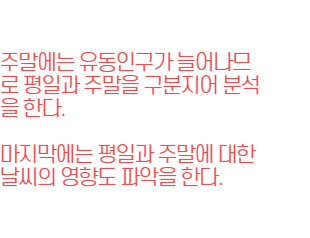 주말에는 유동인구가 늘어나므
로 평일과 주말을 구분지어 분석
을 한다.
마지막에는 평일과 주말에 대한
날씨의 영향도 파악을 한다.